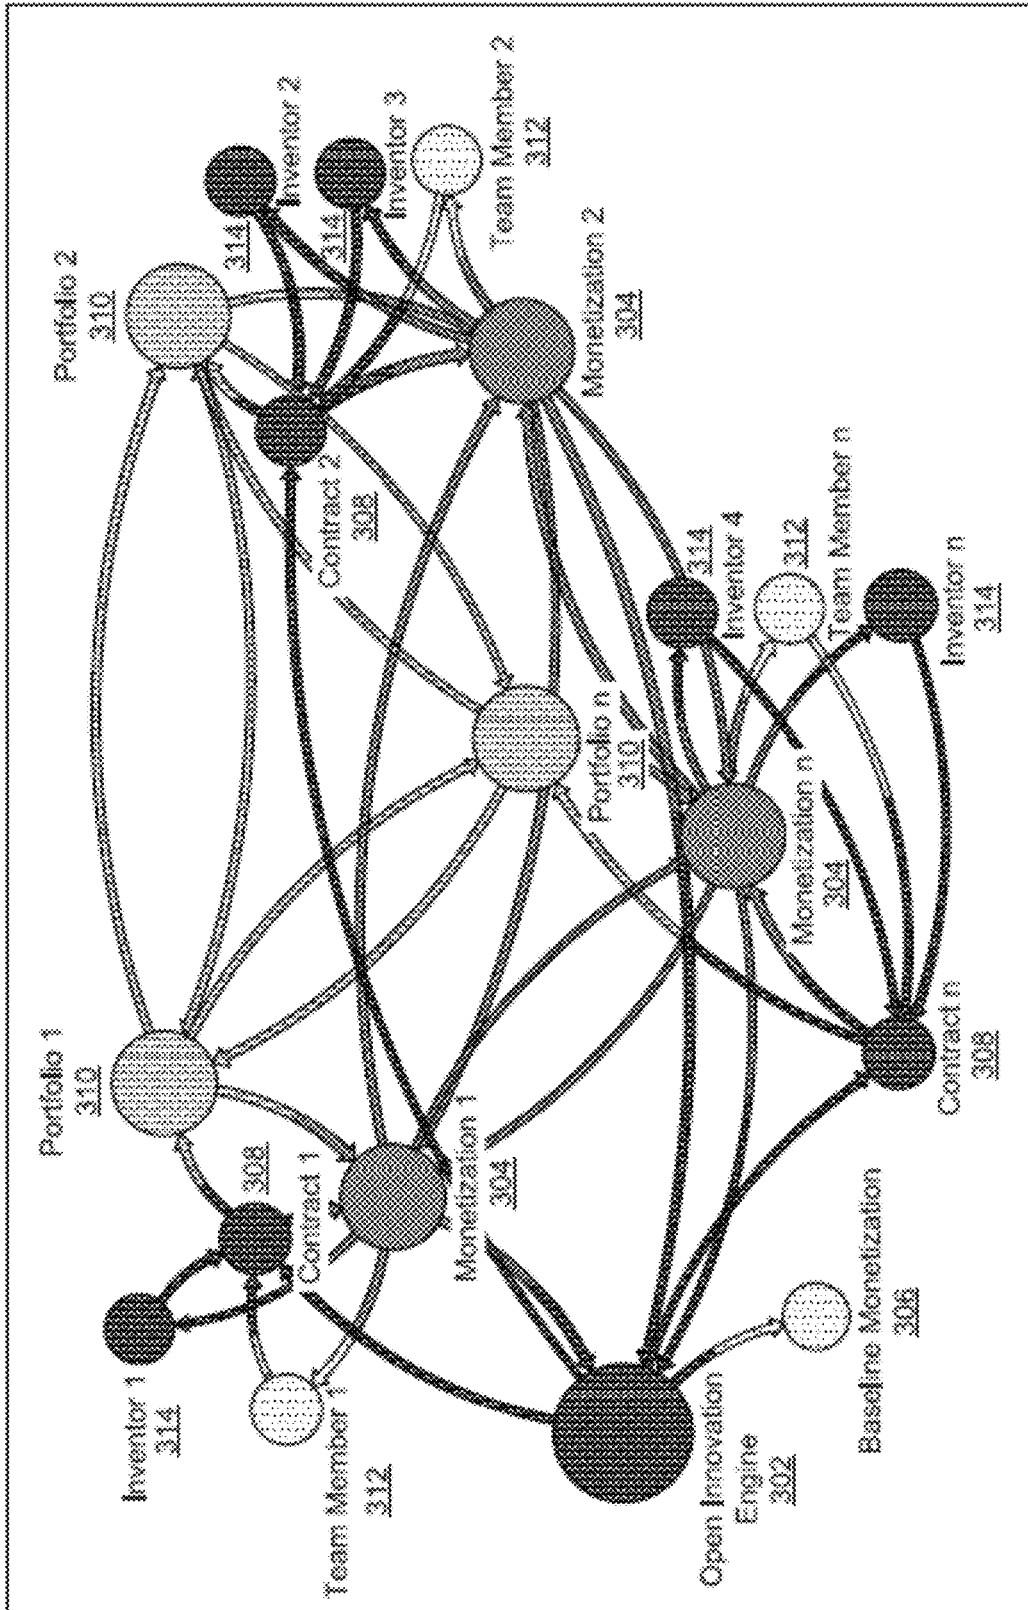 Portfolio 2
310
Inventor 2
314
Inventor 3
314
Team Member 2
312
Contract 2
308
Monetization 2
304
Portfolio 1
310
Portfolio n
310
Inventor 4
314
Team Member n
312
Inventor n
314
Monetization n
304
Contract n
308
308
Contract 1
Monetization 1
304
Inventor 1
314
Team Member 1
312
Open Innovation
Engine
302
Baseline Monetization
306